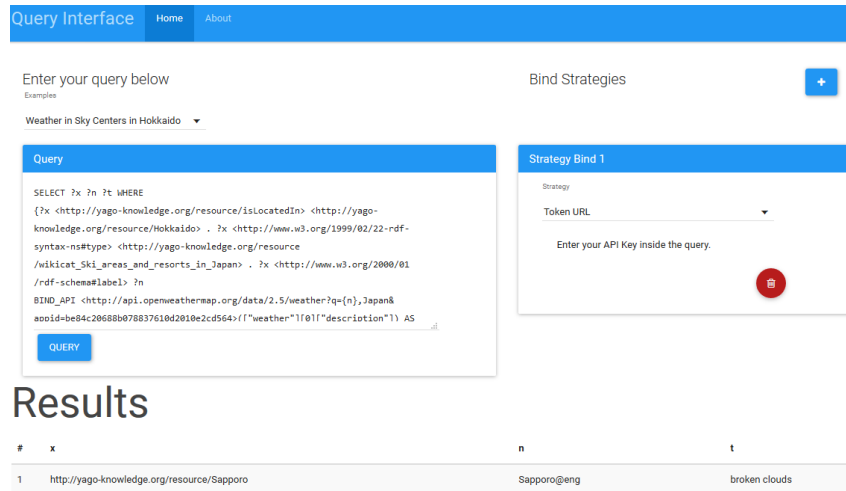 Query Interface Home About
Enter your query below
Examples
Weather in Sky Centers in Hokkaido
Query
SELECT ?x ?n ?t WHERE
{?x <http://yago-knowledge.org/resource/isLocatedIn> <http://yago-
knowledge.org/resource/Hokkaido> . ?x <http://www.w3.org/1999/02/22-rdf-
syntax-ns#type> <http://yago-knowledge.org/resource
/wikicat_Ski_areas_and_resorts_in_Japan> . ?x <http://www.w3.org/2000/01
/rdf-schema#label> ?n
BIND_API <http://api.openweathermap.org/data/2.5/weather?q={n},Japan&
appid=be84c20688b078837610d2010e2cd564>(["weather"][0]["description"]) AS
QUERY
Bind Strategies
+
Strategy Bind 1
Strategy
Token URL
Enter your API Key inside the query.
Results
# x n t
1 http://yago-knowledge.org/resource/Sapporo Sapporo@eng broken clouds